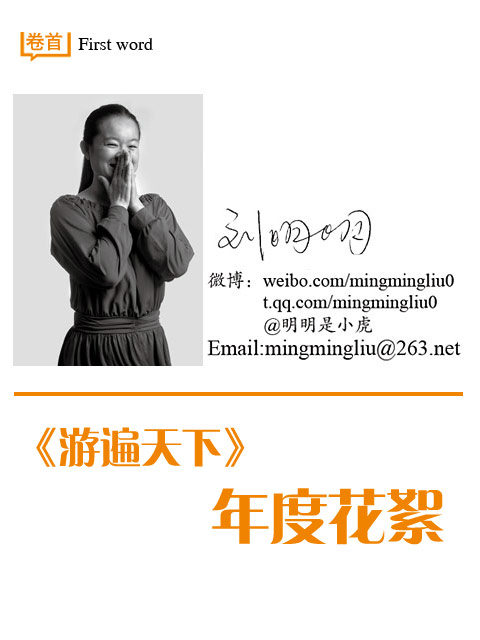 卷首 First word
刘明明
微博：weibo.com/mingmingliu0
t.qq.com/mingmingliu0
@明明是小虎
Email:mingmingliu@263.net
《游遍天下》
年度花絮